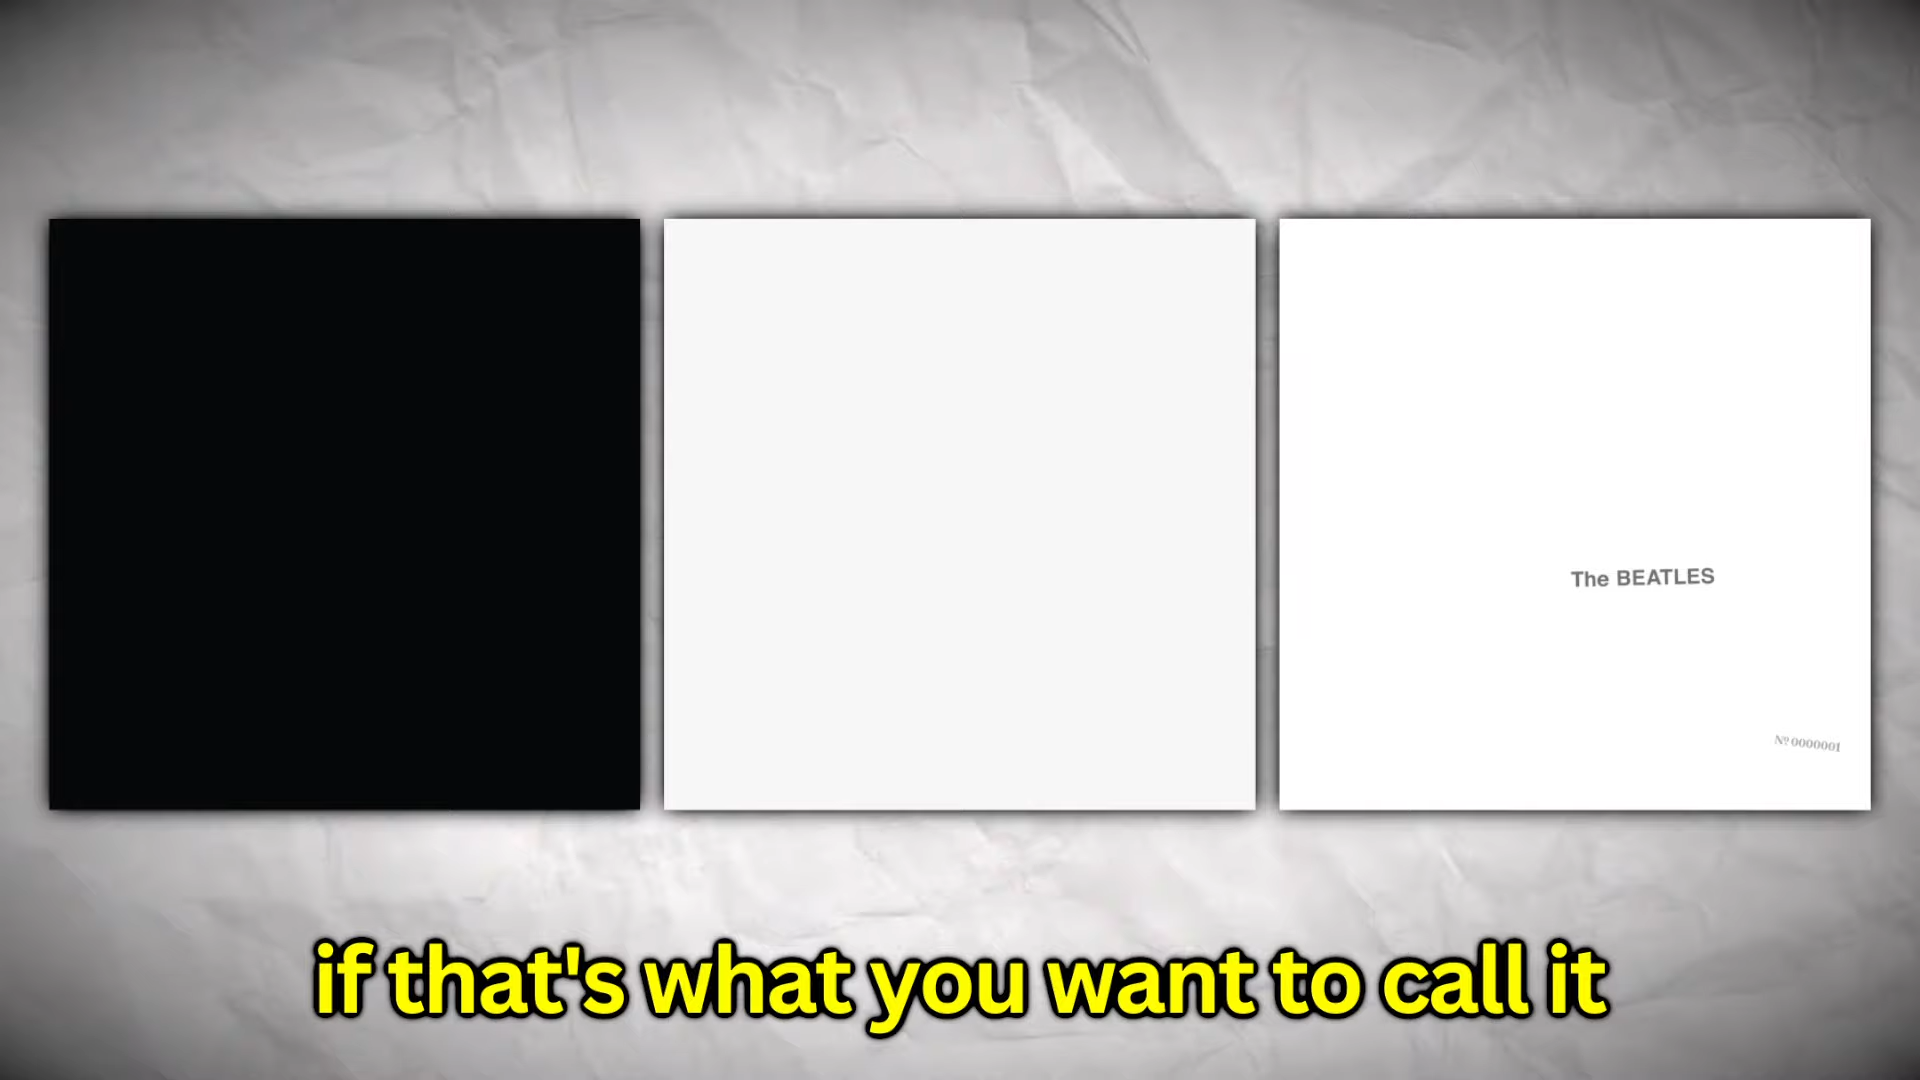 The BEATLES
Nº 0000001
if that's what you want to call it